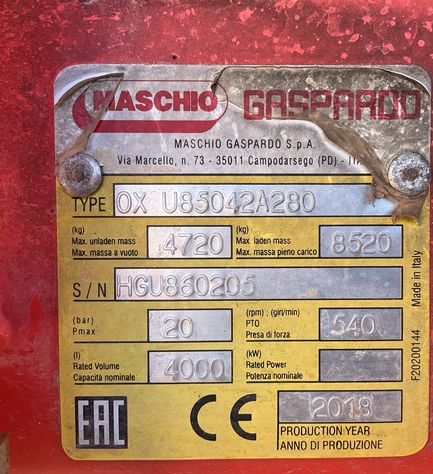 MASCHIO GASPARDO
MASCHIO GASPARDO S.p.A.
Via Marcello, n. 73 - 35011 Campodarsego (PD) -
TYPE OX U85042A280
(kg) Max. unladen mass Max. massa a vuoto 4720 (kg) Max. laden mass Max. massa pieno carico 8520
S/N HGU860205
(bar) Pmax 20 (rpm) ; (giri/min) PTO Presa di forza 540
(l) Rated Volume Capacità nominale 4000 (kW) Rated Power Potenza nominale
EAC CE 2018
PRODUCTION YEAR
ANNO DI PRODUZIONE
Made in Italy
F20200144